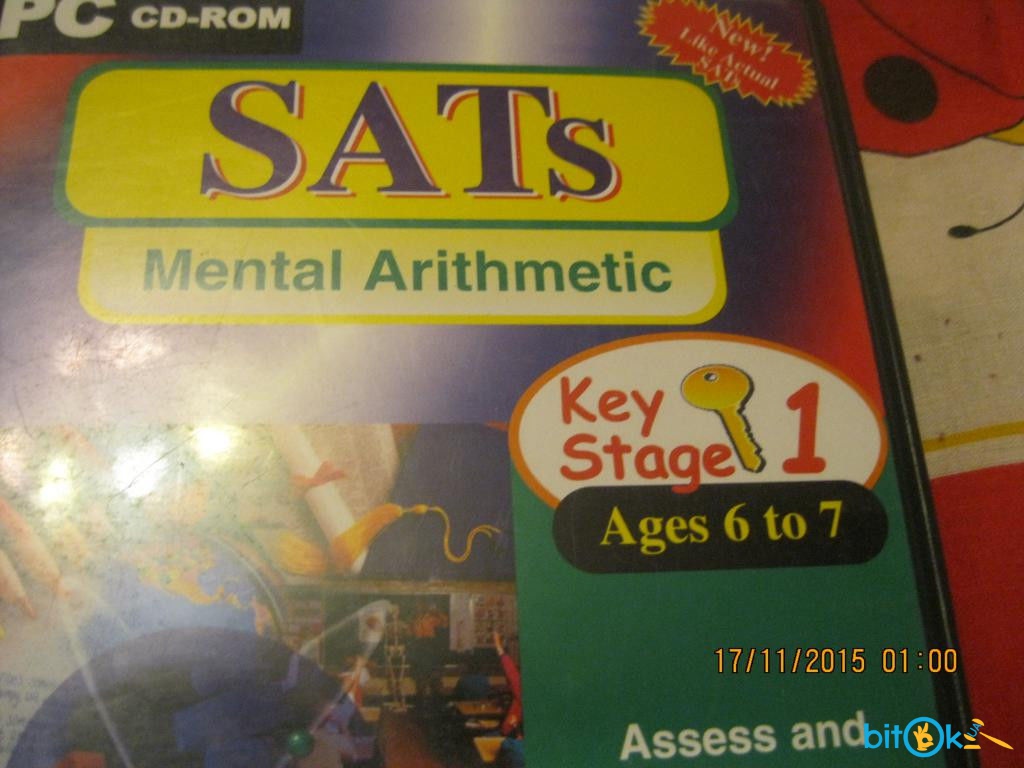 PC CD-ROM
New!
Like Actual
SATs
SATs
Mental Arithmetic
Key
Stage 1
Ages 6 to 7
17/11/2015 01:00
Assess and
bitok
UA